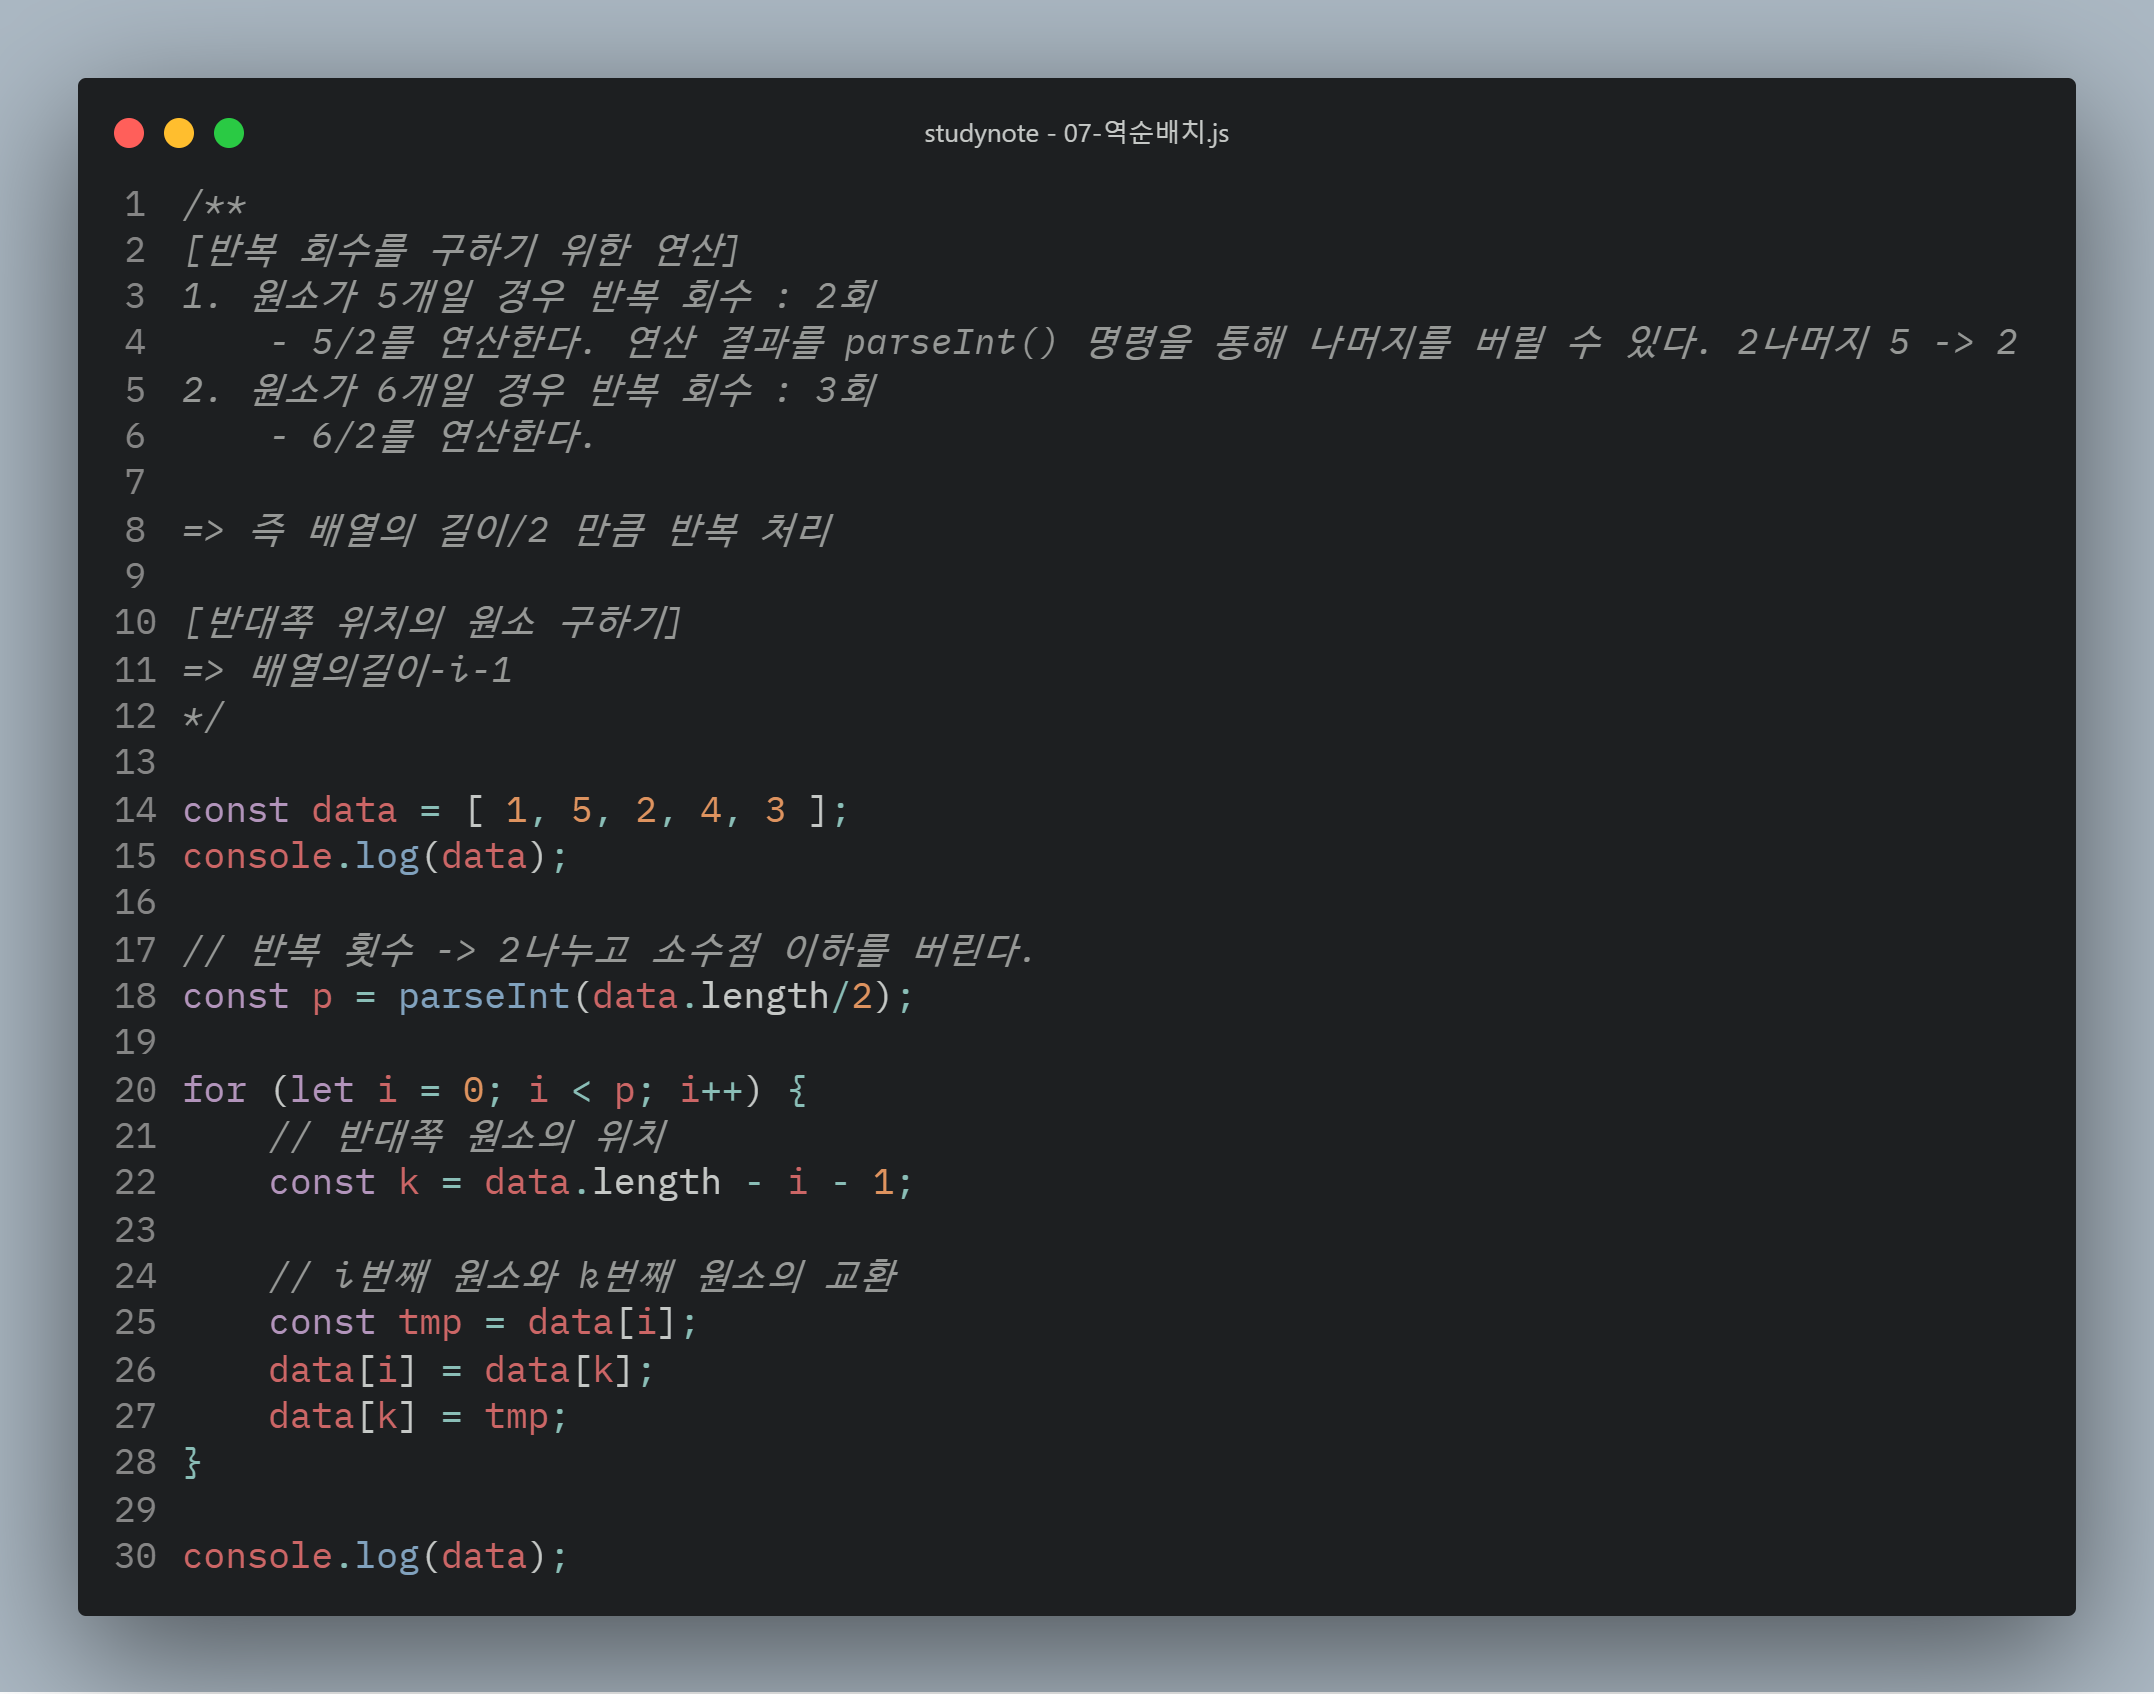 studynote - 07-역순배치.js
1 /**
2 [반복 회수를 구하기 위한 연산]
3 1. 원소가 5개일 경우 반복 회수 : 2회
4     - 5/2를 연산한다. 연산 결과를 parseInt() 명령을 통해 나머지를 버릴 수 있다. 2나머지 5 -> 2
5 2. 원소가 6개일 경우 반복 회수 : 3회
6     - 6/2를 연산한다.
7
8 => 즉 배열의 길이/2 만큼 반복 처리
9
10 [반대쪽 위치의 원소 구하기]
11 => 배열의길이-i-1
12 */
13
14 const data = [ 1, 5, 2, 4, 3 ];
15 console.log(data);
16
17 // 반복 횟수 -> 2나누고 소수점 이하를 버린다.
18 const p = parseInt(data.length/2);
19
20 for (let i = 0; i < p; i++) {
21     // 반대쪽 원소의 위치
22     const k = data.length - i - 1;
23
24     // i번째 원소와 k번째 원소의 교환
25     const tmp = data[i];
26     data[i] = data[k];
27     data[k] = tmp;
28 }
29
30 console.log(data);